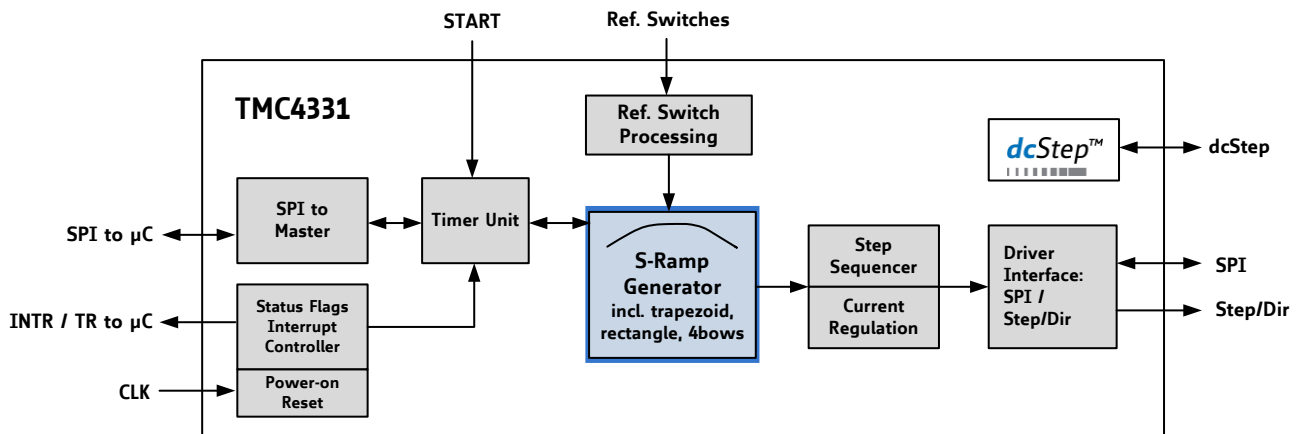 START
Ref. Switches
TMC4331
Ref. Switch
Processing
dcStep™
dcStep
SPI to
Master
Timer Unit
SPI to µC
S-Ramp
Generator
incl. trapezoid,
rectangle, 4bows
Step
Sequencer
Current
Regulation
Driver
Interface:
SPI /
Step/Dir
SPI
Step/Dir
INTR / TR to µC
Status Flags
Interrupt
Controller
Power-on
Reset
CLK